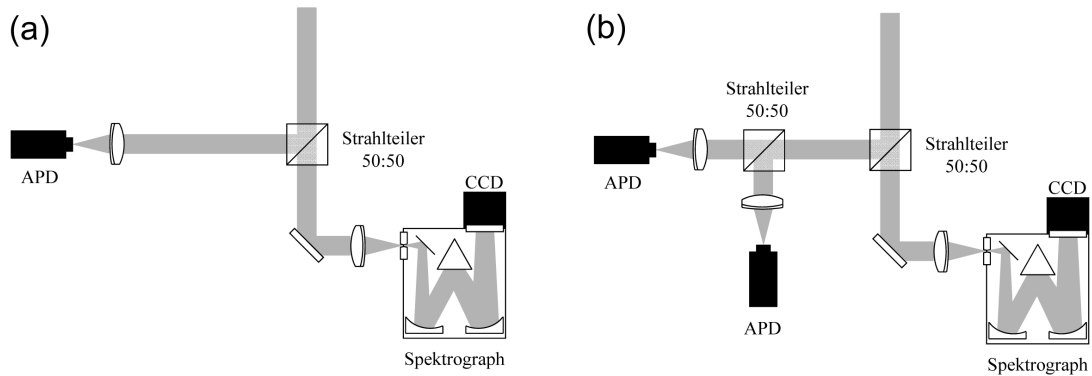 (a)
APD
Strahlteiler
50:50
CCD
Spektrograph
(b)
Strahlteiler
50:50
APD
Strahlteiler
50:50
APD
CCD
Spektrograph